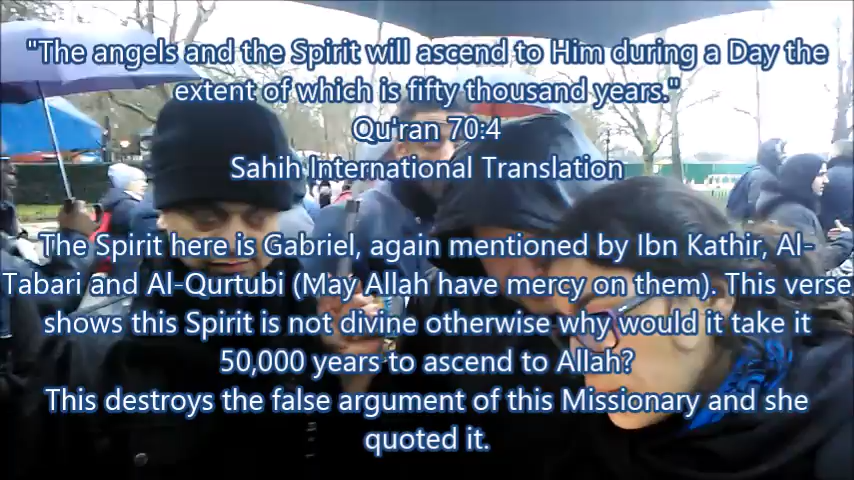 "The angels and the Spirit will ascend to Him during a Day the
extent of which is fifty thousand years."
Qu'ran 70:4
Sahih International Translation
The Spirit here is Gabriel, again mentioned by Ibn Kathir, Al-
Tabari and Al-Qurtubi (May Allah have mercy on them). This verse
shows this Spirit is not divine otherwise why would it take it
50,000 years to ascend to Allah?
This destroys the false argument of this Missionary and she
quoted it.